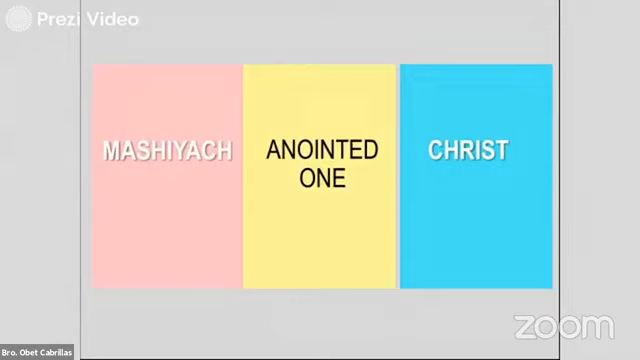 Prezi Video
MASHIYACH
ANOINTED
ONE
CHRIST
zoom
Bro. Obet Cabrillas